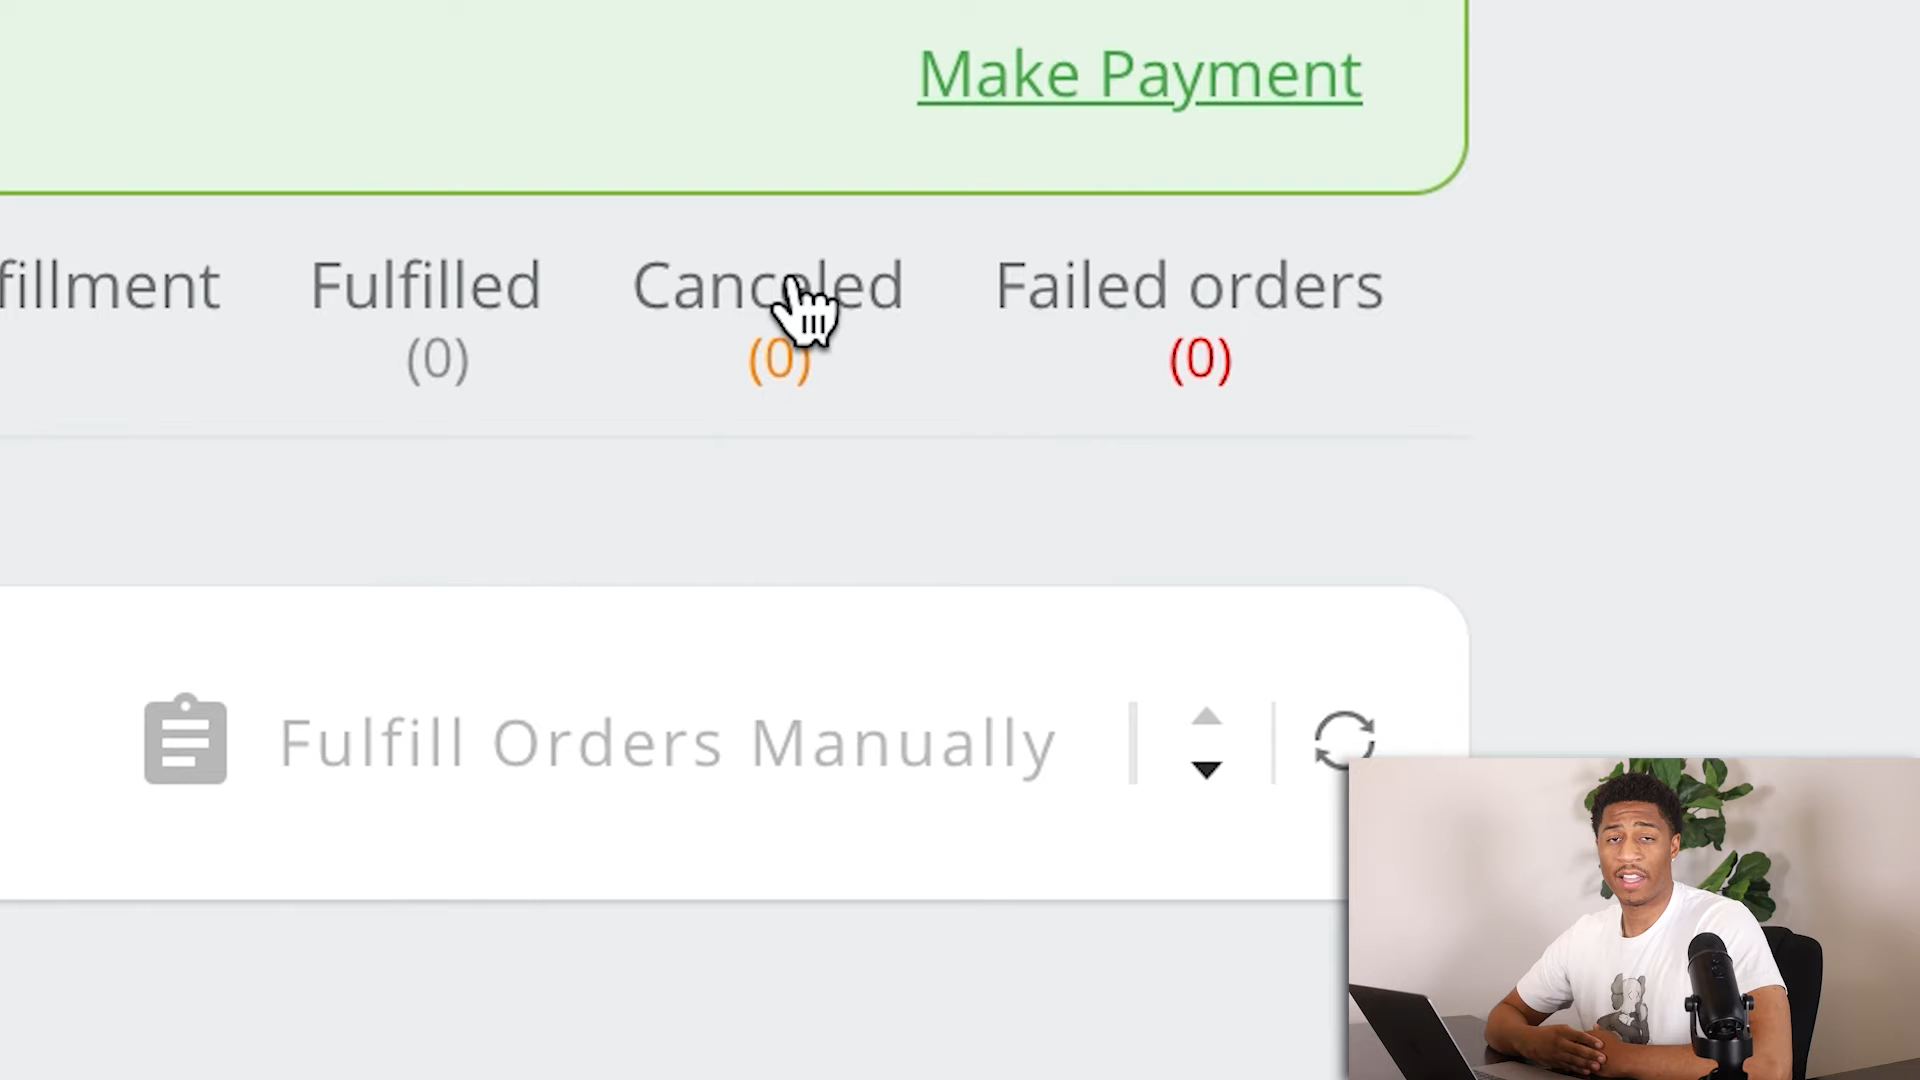 Make Payment
fillment Fulfilled Canceled Failed orders
(0) (0) (0)
Fulfill Orders Manually